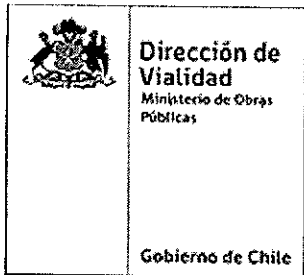 Dirección de
Vialidad
Ministerio de Obras
Públicas
Gobierno de Chile